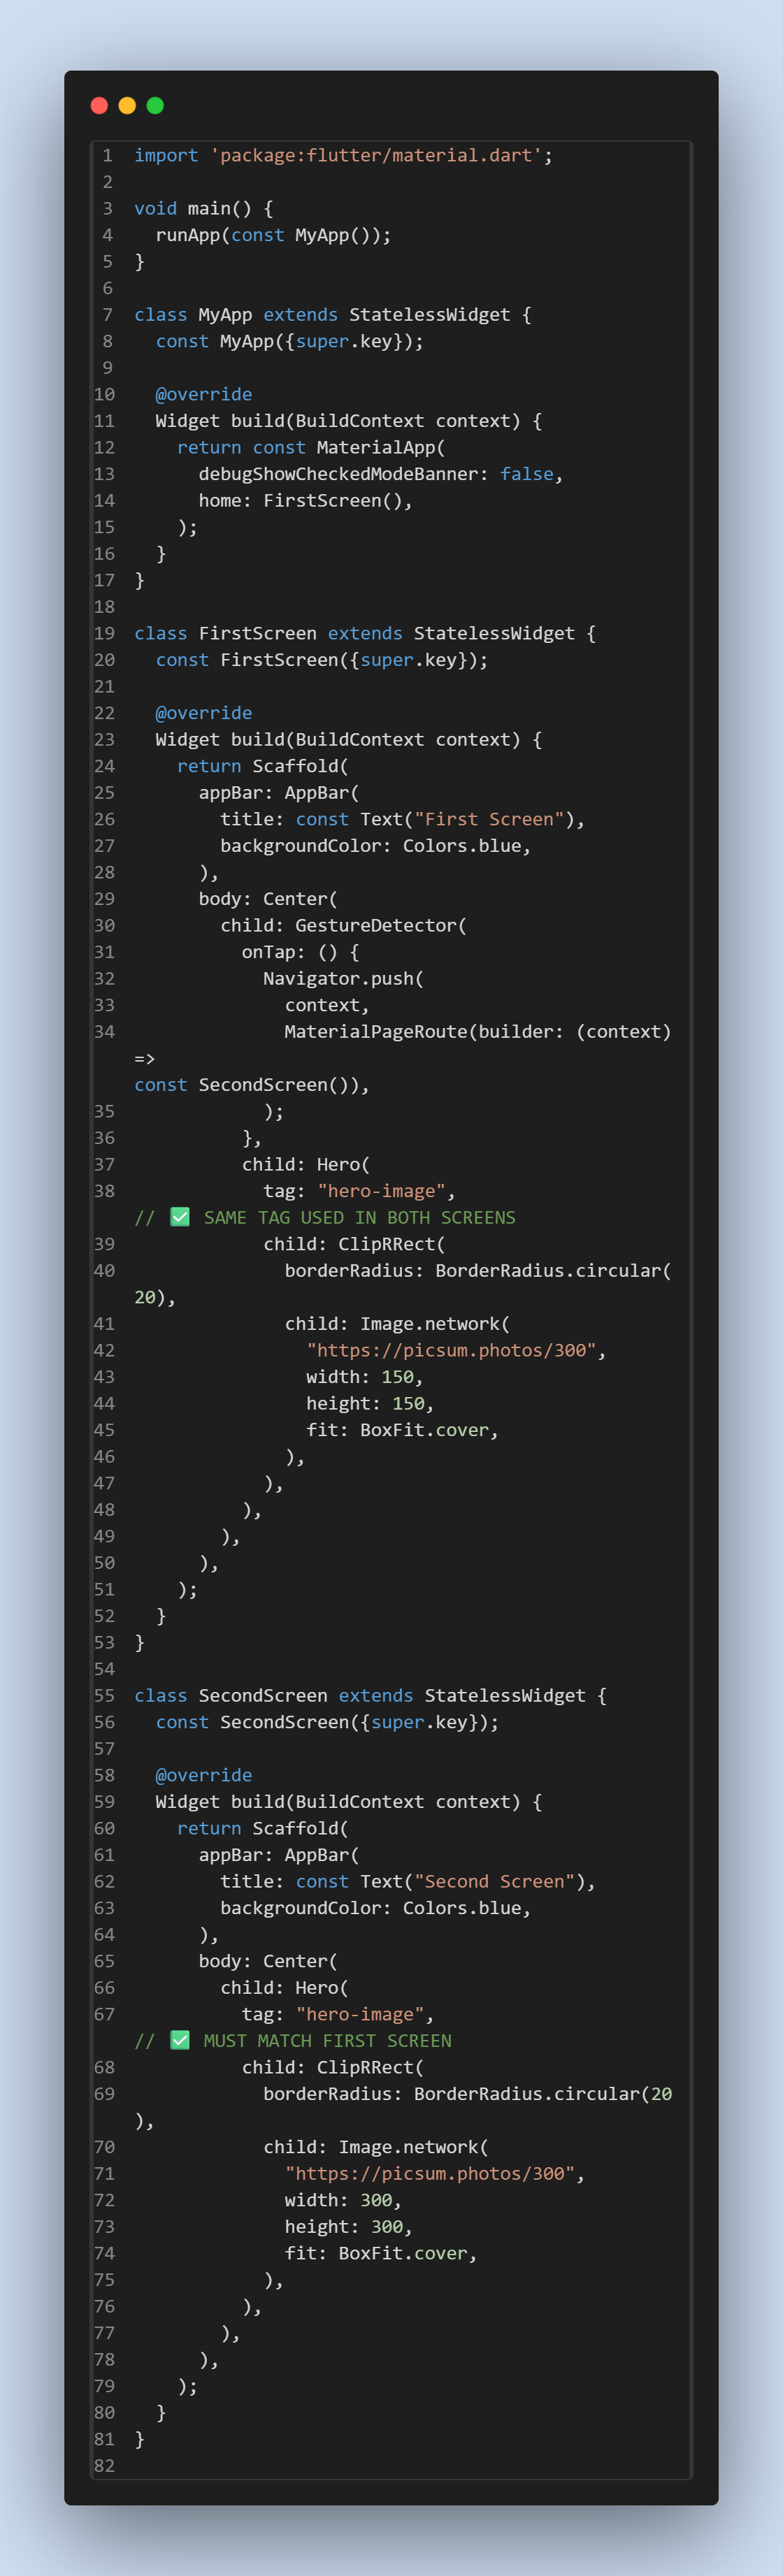 1 import 'package:flutter/material.dart';
2
3 void main() {
4   runApp(const MyApp());
5 }
6
7 class MyApp extends StatelessWidget {
8   const MyApp({super.key});
9
10   @override
11   Widget build(BuildContext context) {
12     return const MaterialApp(
13       debugShowCheckedModeBanner: false,
14       home: FirstScreen(),
15     );
16   }
17 }
18
19 class FirstScreen extends StatelessWidget {
20   const FirstScreen({super.key});
21
22   @override
23   Widget build(BuildContext context) {
24     return Scaffold(
25       appBar: AppBar(
26         title: const Text("First Screen"),
27         backgroundColor: Colors.blue,
28       ),
29       body: Center(
30         child: GestureDetector(
31           onTap: () {
32             Navigator.push(
33               context,
34               MaterialPageRoute(builder: (context)
=>
const SecondScreen()),
35             );
36           },
37           child: Hero(
38             tag: "hero-image",
// ✅ SAME TAG USED IN BOTH SCREENS
39             child: ClipRRect(
40               borderRadius: BorderRadius.circular(
20),
41               child: Image.network(
42                 "https://picsum.photos/300",
43                 width: 150,
44                 height: 150,
45                 fit: BoxFit.cover,
46               ),
47             ),
48           ),
49         ),
50       ),
51     );
52   }
53 }
54
55 class SecondScreen extends StatelessWidget {
56   const SecondScreen({super.key});
57
58   @override
59   Widget build(BuildContext context) {
60     return Scaffold(
61       appBar: AppBar(
62         title: const Text("Second Screen"),
63         backgroundColor: Colors.blue,
64       ),
65       body: Center(
66         child: Hero(
67           tag: "hero-image",
// ✅ MUST MATCH FIRST SCREEN
68           child: ClipRRect(
69             borderRadius: BorderRadius.circular(20
),
70             child: Image.network(
71               "https://picsum.photos/300",
72               width: 300,
73               height: 300,
74               fit: BoxFit.cover,
75             ),
76           ),
77         ),
78       ),
79     );
80   }
81 }
82